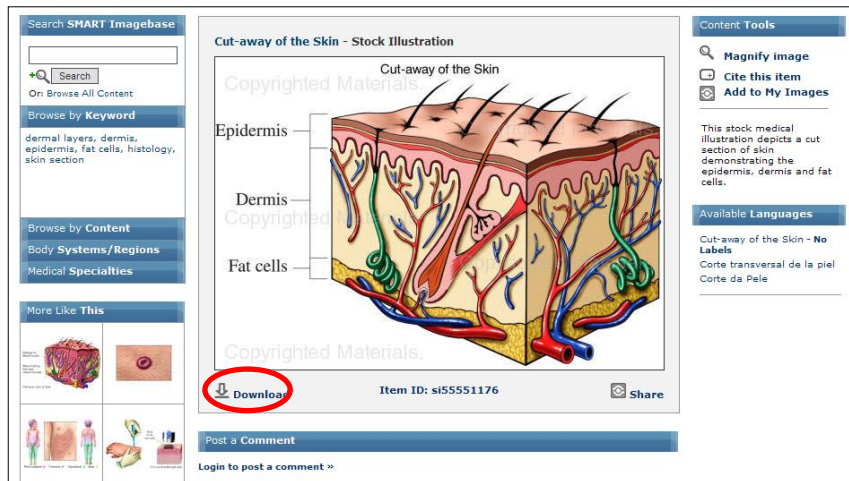 Search SMART Imagebase
Search
Or: Browse All Content
Browse by Keyword
dermal layers, dermis,
epidermis, fat cells, histology,
skin section
Browse by Content
Body Systems/Regions
Medical Specialties
More Like This
Cut-away of the Skin - Stock Illustration
Copyrighted Materials.
Cut-away of the Skin
Epidermis
Dermis
Copyrighted
Fat cells
Copyrighted Materials.
Download
Item ID: si55551176
Share
Post a Comment
Login to post a comment »
Content Tools
Magnify image
Cite this item
Add to My Images
This stock medical
illustration depicts a cut
section of skin
demonstrating the
epidermis, dermis and fat
cells.
Available Languages
Cut-away of the Skin - No
Labels
Corte transversal de la piel
Corte da Pele